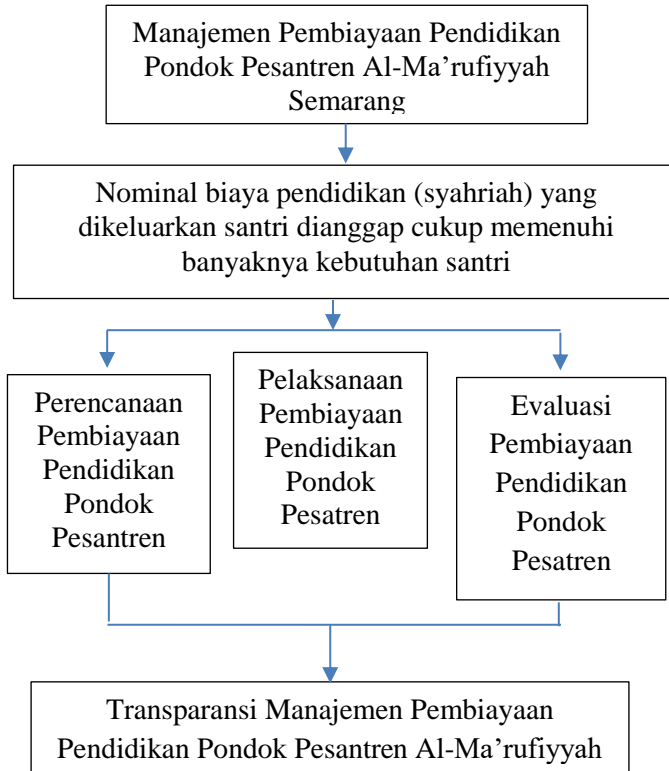 Manajemen Pembiayaan Pendidikan
Pondok Pesantren Al-Ma’rufiyyah
Semarang
Nominal biaya pendidikan (syahriah) yang
dikeluarkan santri dianggap cukup memenuhi
banyaknya kebutuhan santri
Perencanaan
Pembiayaan
Pendidikan
Pondok
Pesantren
Pelaksanaan
Pembiayaan
Pendidikan
Pondok
Pesatren
Evaluasi
Pembiayaan
Pendidikan
Pondok
Pesatren
Transparansi Manajemen Pembiayaan
Pendidikan Pondok Pesantren Al-Ma’rufiyyah